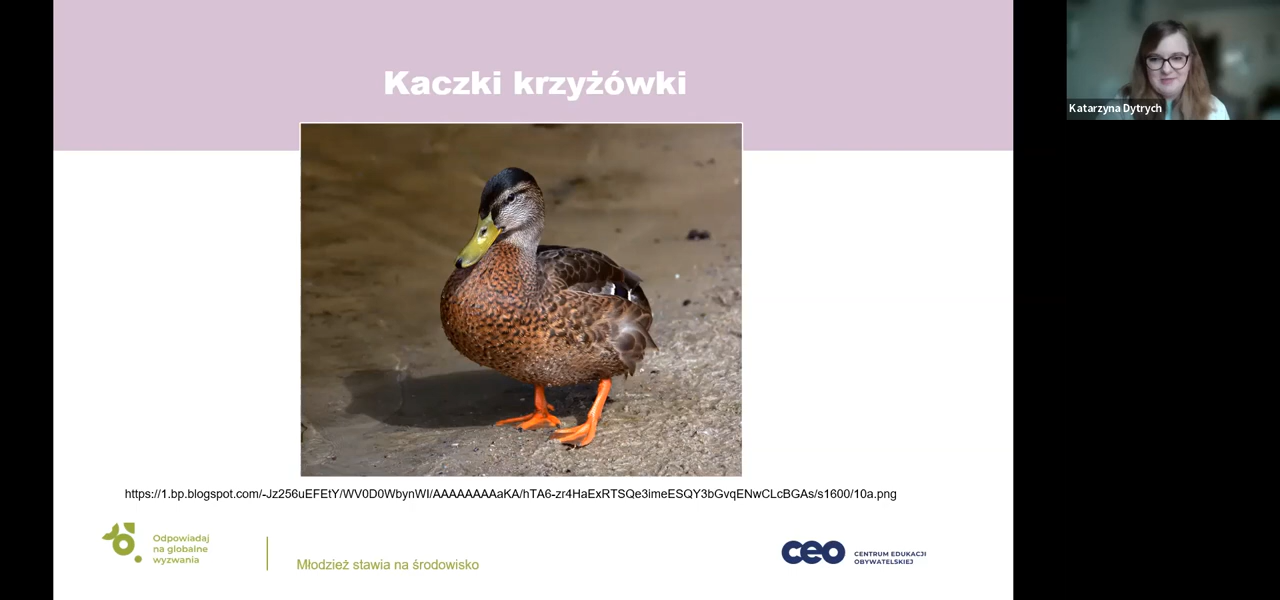 Kaczki krzyżówki
Katarzyna Dytrych
https://1.bp.blogspot.com/-Jz256uEFEtY/WV0D0WbynWI/AAAAAAAAaKA/hTA6-zr4HaExRTSQe3imeESQY3bGvqENwCLcBGAs/s1600/10a.png
Odpowiadaj
na globalne
wyzwania
Młodzież stawia na środowisko
ceo
CENTRUM EDUKACJI
OBYWATELSKIEJ